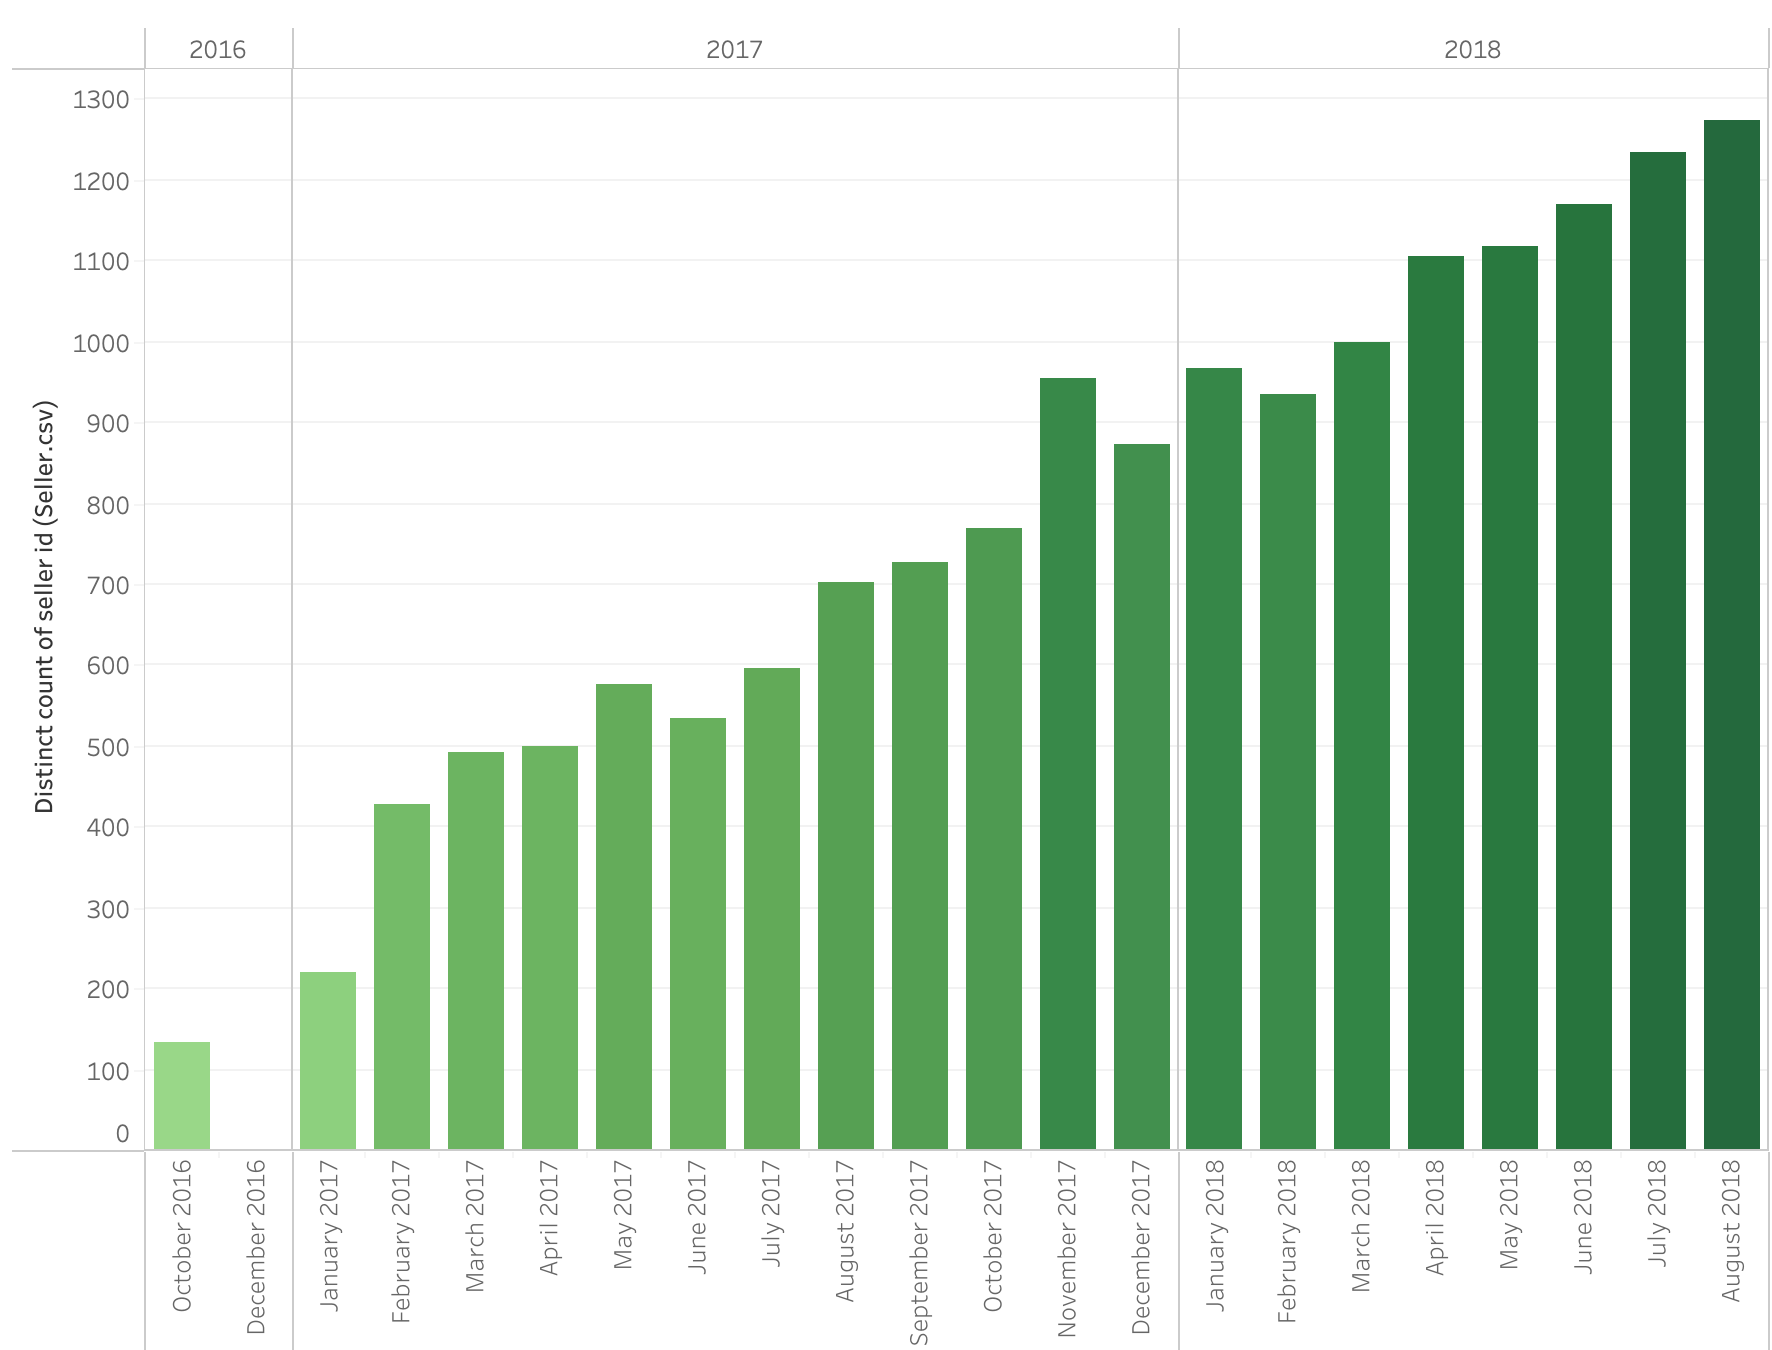 2016 2017 2018
1300
1200
1100
1000
900
800
700
600
500
400
300
200
100
0
Distinct count of seller id (Seller.csv)
October 2016
December 2016
January 2017
February 2017
March 2017
April 2017
May 2017
June 2017
July 2017
August 2017
September 2017
October 2017
November 2017
December 2017
January 2018
February 2018
March 2018
April 2018
May 2018
June 2018
July 2018
August 2018